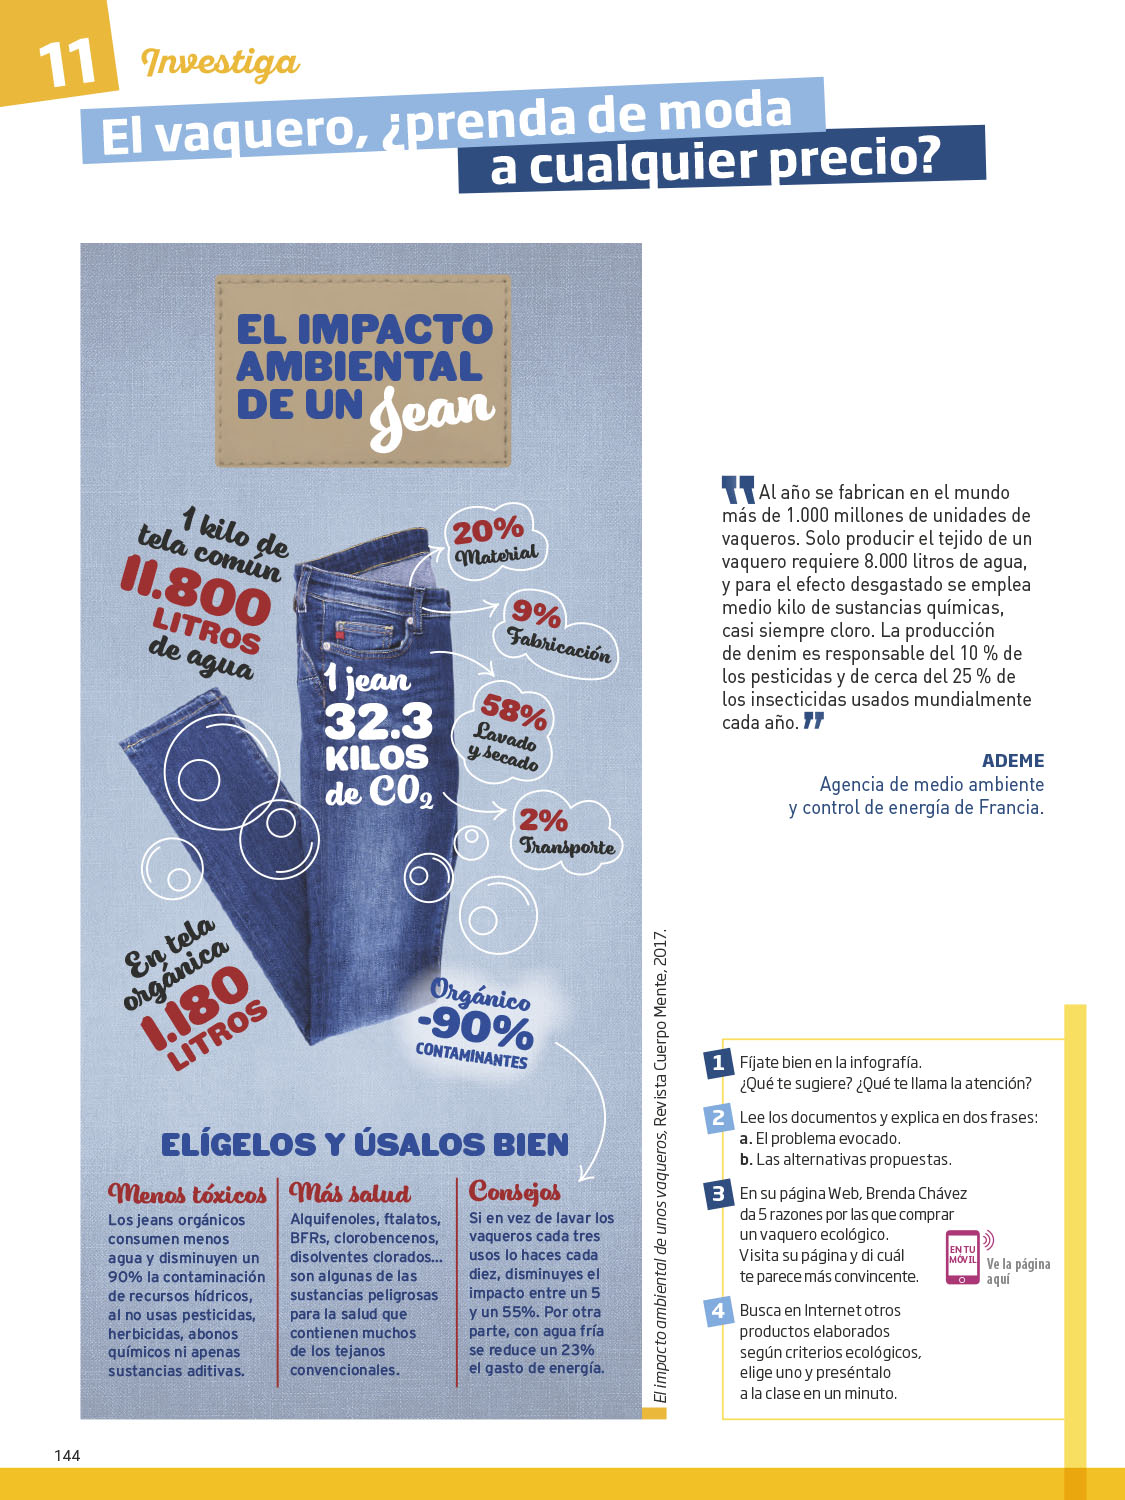 11
Investiga
El vaquero, ¿prenda de moda
a cualquier precio?
EL IMPACTO
AMBIENTAL
DE UN Jean
1 kilo de
tela común
11.800
LITROS
de agua
20%
Material
9%
Fabricación
1 jean
32.3
KILOS
de CO2
58%
Lavado
y secado
2%
Transporte
En tela
orgánica
1.180
LITROS
Orgánico
-90%
CONTAMINANTES
ELÍGELOS Y ÚSALOS BIEN
Menos tóxicos
Los jeans orgánicos
consumen menos
agua y disminuyen un
90% la contaminación
de recursos hídricos,
al no usas pesticidas,
herbicidas, abonos
químicos ni apenas
sustancias aditivas.
Más salud
Alquifenoles, ftalatos,
BFRs, clorobencenos,
disolventes clorados...
son algunas de las
sustancias peligrosas
para la salud que
contienen muchos
de los tejanos
convencionales.
Consejos
Si en vez de lavar los
vaqueros cada tres
usos lo haces cada
diez, disminuyes el
impacto entre un 5
y un 55%. Por otra
parte, con agua fría
se reduce un 23%
el gasto de energía.
El impacto ambiental de unos vaqueros, Revista Cuerpo Mente, 2017.
"Al año se fabrican en el mundo
más de 1.000 millones de unidades de
vaqueros. Solo producir el tejido de un
vaquero requiere 8.000 litros de agua,
y para el efecto desgastado se emplea
medio kilo de sustancias químicas,
casi siempre cloro. La producción
de denim es responsable del 10 % de
los pesticidas y de cerca del 25 % de
los insecticidas usados mundialmente
cada año."
ADEME
Agencia de medio ambiente
y control de energía de Francia.
1 Fíjate bien en la infografía.
¿Qué te sugiere? ¿Qué te llama la atención?
2 Lee los documentos y explica en dos frases:
a. El problema evocado.
b. Las alternativas propuestas.
3 En su página Web, Brenda Chávez
da 5 razones por las que comprar
un vaquero ecológico.
Visita su página y di cuál
te parece más convincente.
EN TU
MÓVIL
Ve la página
aquí
4 Busca en Internet otros
productos elaborados
según criterios ecológicos,
elige uno y preséntalo
a la clase en un minuto.
144